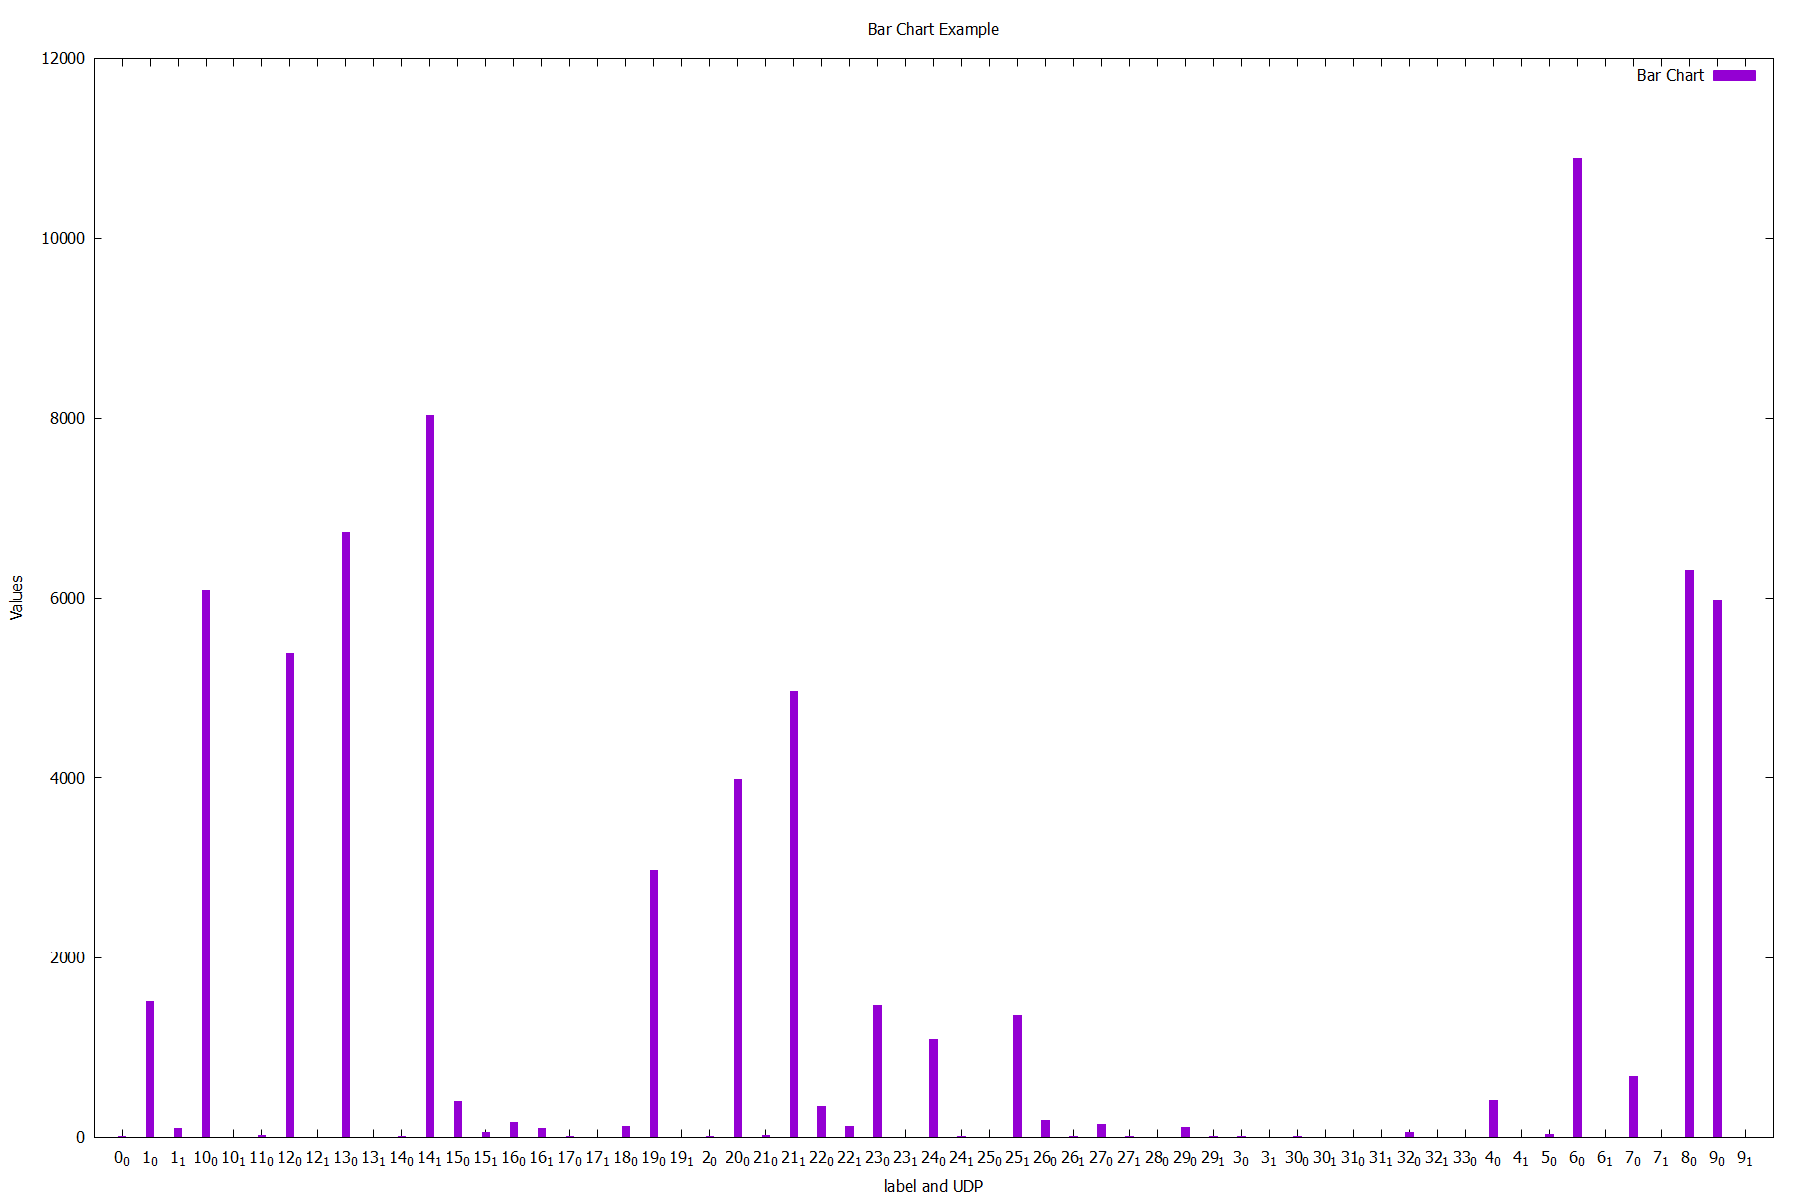 Bar Chart Example
Bar Chart
12000
10000
8000
6000
4000
2000
0
Values
0₀ 1₀ 1₁ 10₀ 10₁ 11₀ 12₀ 12₁ 13₀ 13₁ 14₀ 14₁ 15₀ 15₁ 16₀ 16₁ 17₀ 17₁ 18₀ 19₀ 19₁ 2₀ 20₀ 21₀ 21₁ 22₀ 22₁ 23₀ 23₁ 24₀ 24₁ 25₀ 25₁ 26₀ 26₁ 27₀ 27₁ 28₀ 29₀ 29₁ 3₀ 3₁ 30₀ 30₁ 31₀ 31₁ 32₀ 32₁ 33₀ 4₀ 4₁ 5₀ 6₀ 6₁ 7₀ 7₁ 8₀ 9₀ 9₁
label and UDP